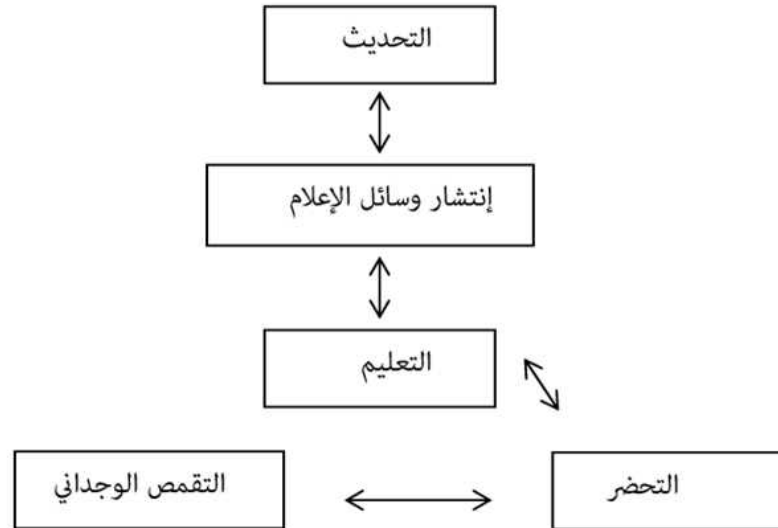 التحديث
إنتشار وسائل الإعلام
التعليم
التحضر
التقمص الوجداني